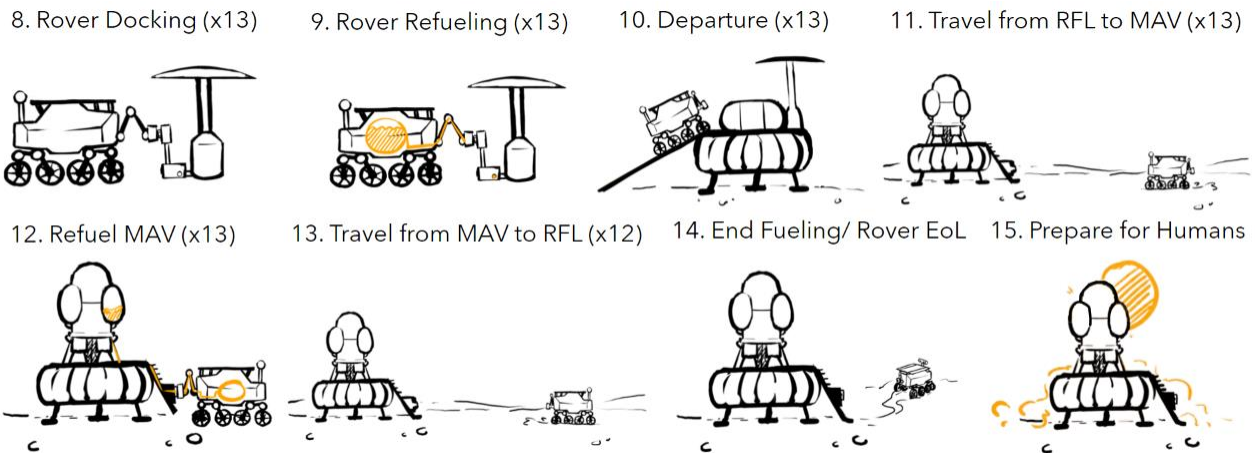 8. Rover Docking (x13)
9. Rover Refueling (x13)
10. Departure (x13)
11. Travel from RFL to MAV (x13)
12. Refuel MAV (x13)
13. Travel from MAV to RFL (x12)
14. End Fueling/ Rover EoL
15. Prepare for Humans